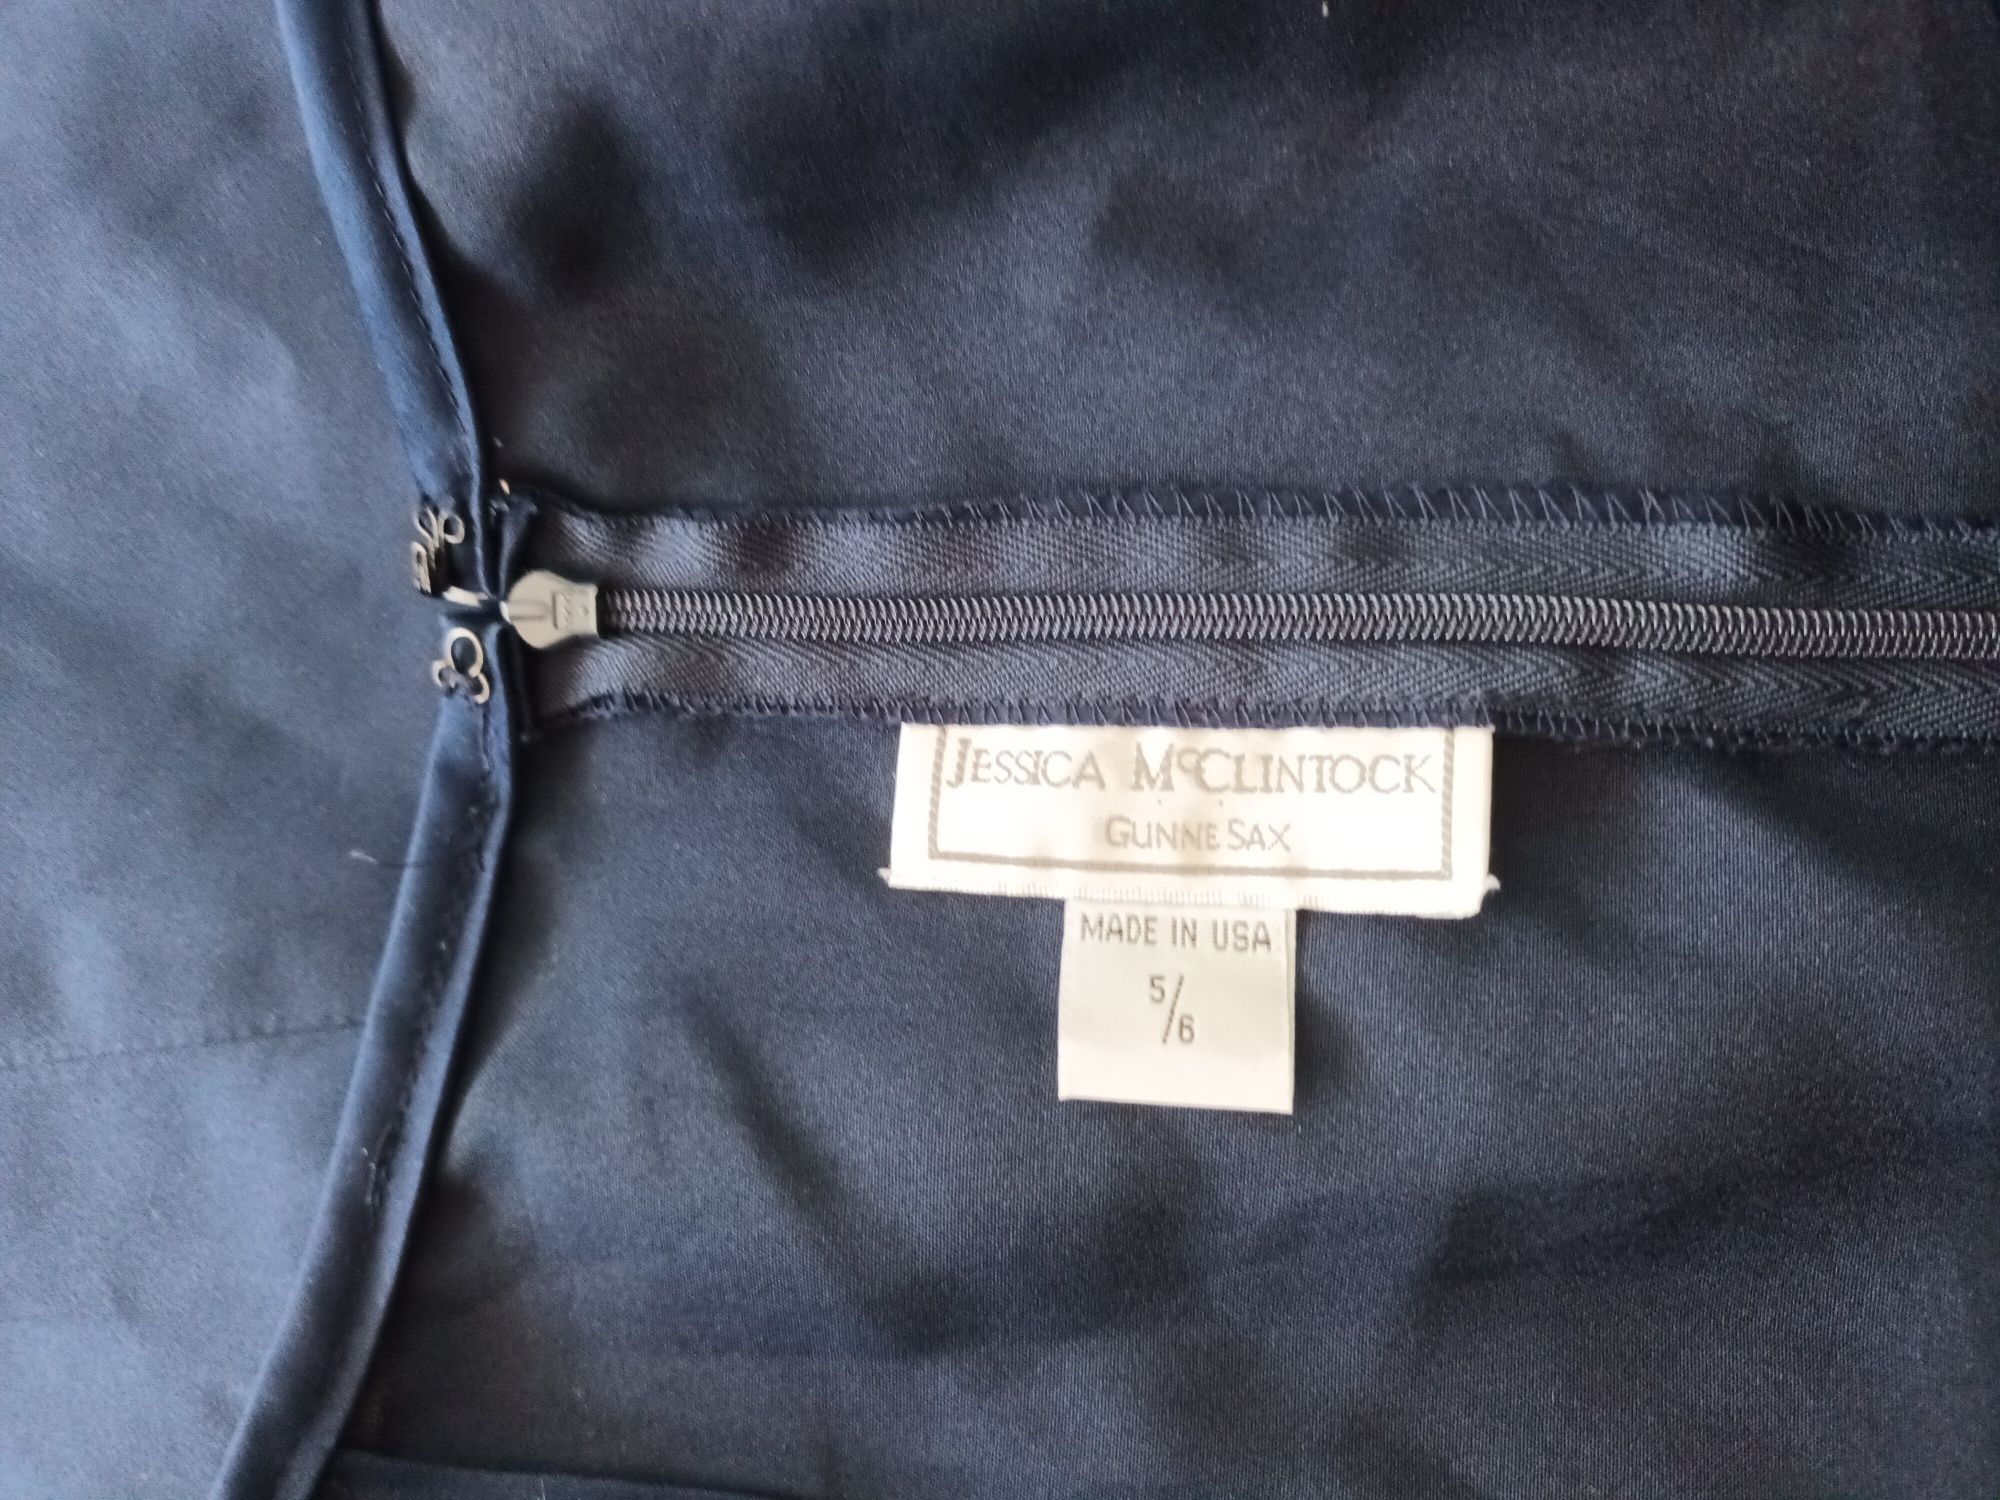 JESSICA McCLINTOCK
GUNNE SAX
MADE IN USA
5/6